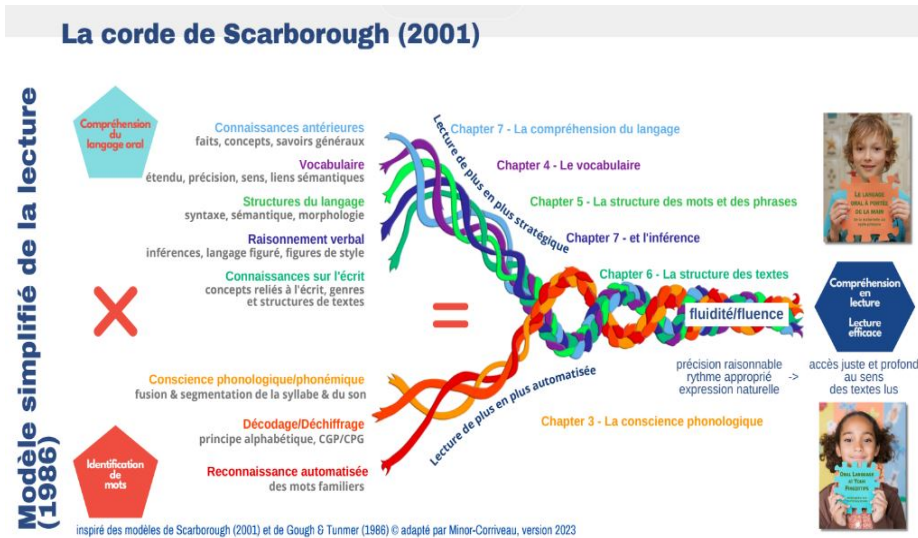 La corde de Scarborough (2001)
Modèle simplifié de la lecture
(1986)
Compréhension
du
langage oral
Connaissances antérieures
faits, concepts, savoirs généraux
Vocabulaire
étendu, précision, sens, liens sémantiques
Structures du langage
syntaxe, sémantique, morphologie
Raisonnement verbal
inférences, langage figuré, figures de style
Connaissances sur l'écrit
concepts reliés à l'écrit, genres
et structures de textes
Lecture de plus en plus stratégique
Chapter 7 - La compréhension du langage
Chapter 4 - Le vocabulaire
Chapter 5 - La structure des mots et des phrases
Chapter 7 - et l'inférence
Chapter 6 - La structure des textes
LE LANGAGE
ORAL À PORTÉE
DE LA MAIN
=
fluidité/fluence
Compréhension
en
lecture
Lecture
efficace
précision raisonnable
rythme approprié
expression naturelle
->
accès juste et profond
au sens
des textes lus
Conscience phonologique/phonémique
fusion & segmentation de la syllabe & du son
Décodage/Déchiffrage
principe alphabétique, CGP/CPG
Reconnaissance automatisée
des mots familiers
Lecture de plus en plus automatisée
Chapter 3 - La conscience phonologique
Identification
de
mots
ORAL LANGUAGE
AT YOUR
FINGERTIPS
inspiré des modèles de Scarborough (2001) et de Gough & Tunmer (1986) © adapté par Minor-Corriveau, version 2023